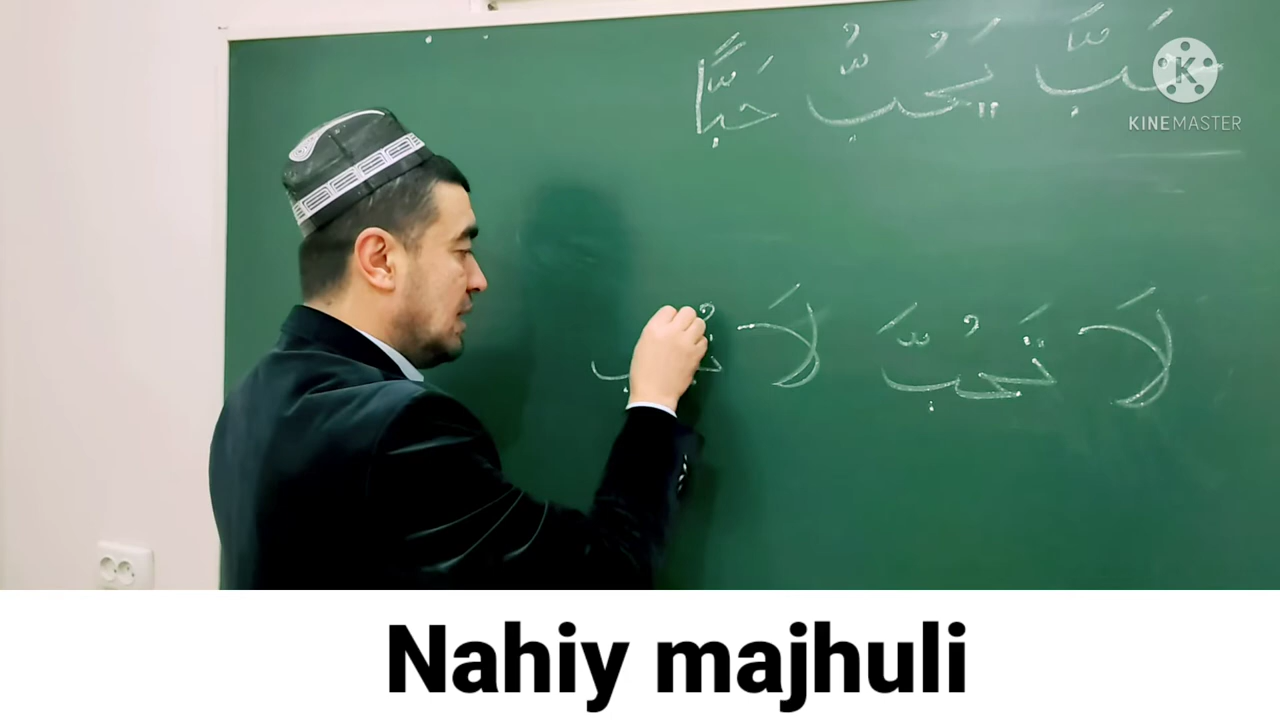 حَبَّ يَحُبُّ حَبًّا
KINEMASTER
لَا تَحُبَّ لَا
Nahiy majhuli